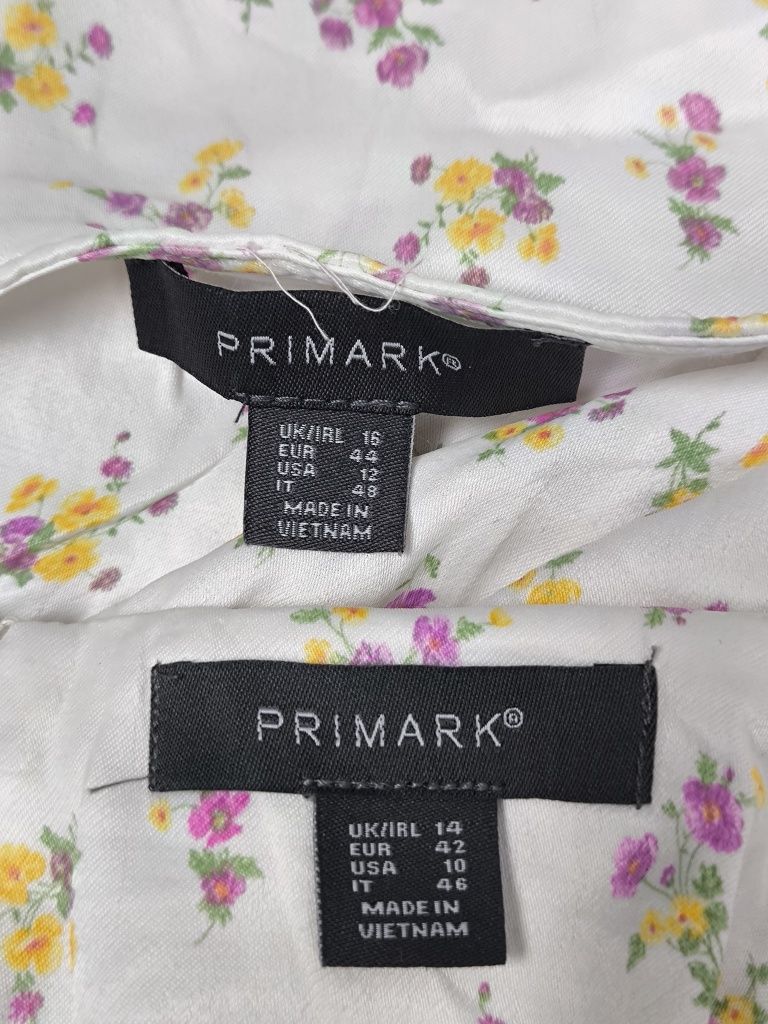 PRIMARK®
UK/IRL 16
EUR 44
USA 12
IT 48
MADE IN
VIETNAM
PRIMARK®
UK/IRL 14
EUR 42
USA 10
IT 46
MADE IN
VIETNAM